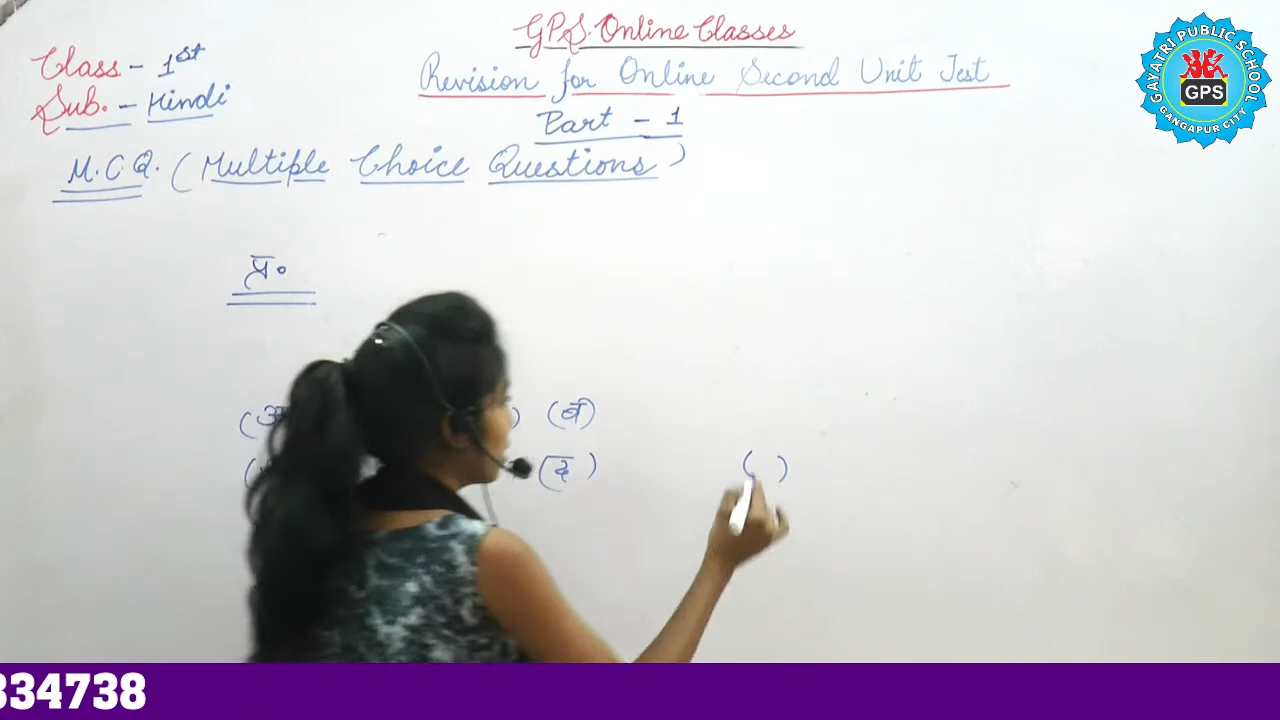 G.P.S. Online Classes
Class - 1st
Revision for Online Second Unit Test
Sub. - Hindi
Part - 1
M.C.Q. (Multiple Choice Questions)
प्र०
(अ ) (ब)
( (द)
( )
GAYATRI PUBLIC SCHOOL
GPS
GANGAPUR CITY
334738